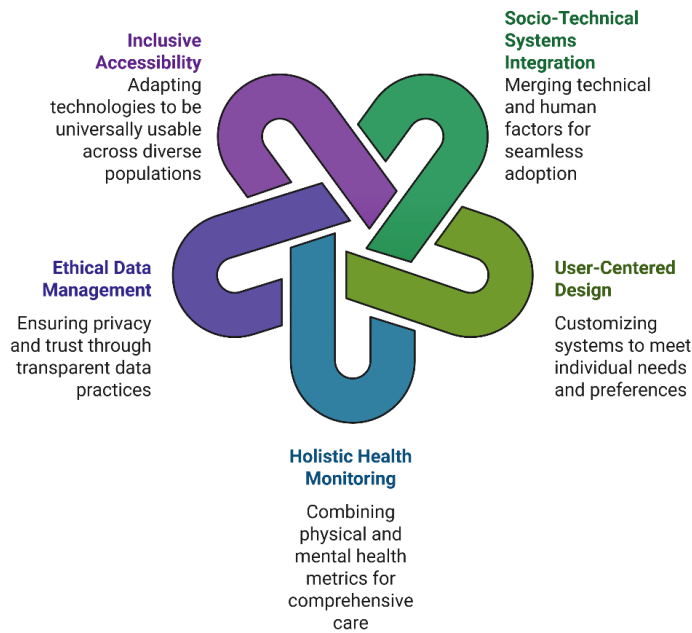 Inclusive
Accessibility
Adapting
technologies to be
universally usable
across diverse
populations
Socio-Technical
Systems
Integration
Merging technical
and human
factors for
seamless
adoption
Ethical Data
Management
Ensuring privacy
and trust through
transparent data
practices
User-Centered
Design
Customizing
systems to meet
individual needs
and preferences
Holistic Health
Monitoring
Combining
physical and
mental health
metrics for
comprehensive
care